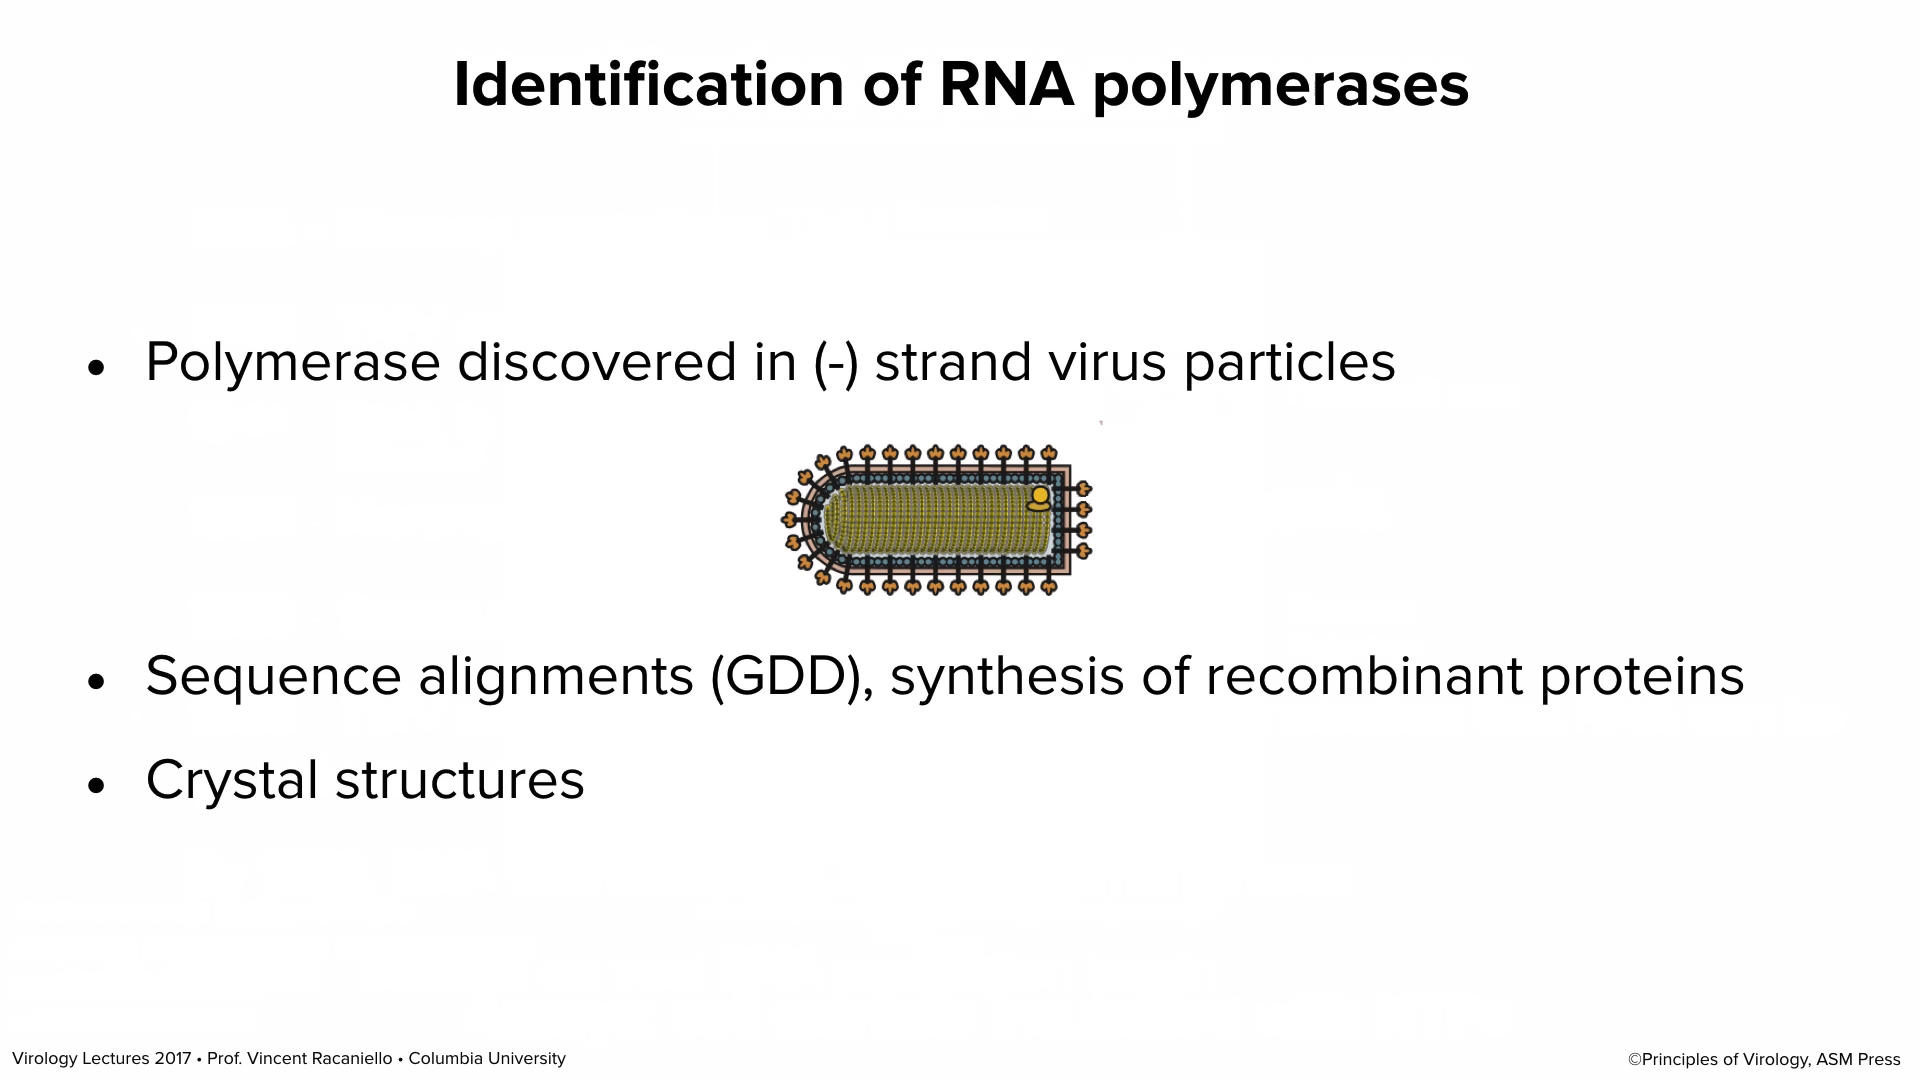 Identification of RNA polymerases
• Polymerase discovered in (-) strand virus particles
• Sequence alignments (GDD), synthesis of recombinant proteins
• Crystal structures
Virology Lectures 2017 • Prof. Vincent Racaniello • Columbia University
©Principles of Virology, ASM Press